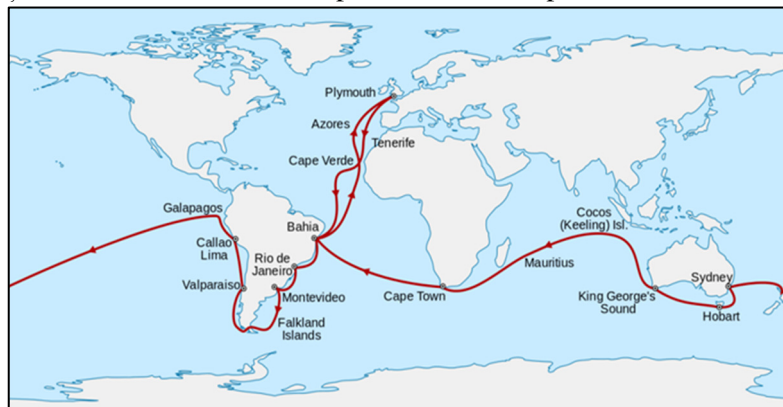 Plymouth
Azores
Tenerife
Cape Verde
Galapagos
Bahia
Callao
Lima
Rio de
Janeiro
Valparaiso
Montevideo
Falkland
Islands
Cape Town
Mauritius
Cocos
(Keeling) Isl.
King George's
Sound
Sydney
Hobart